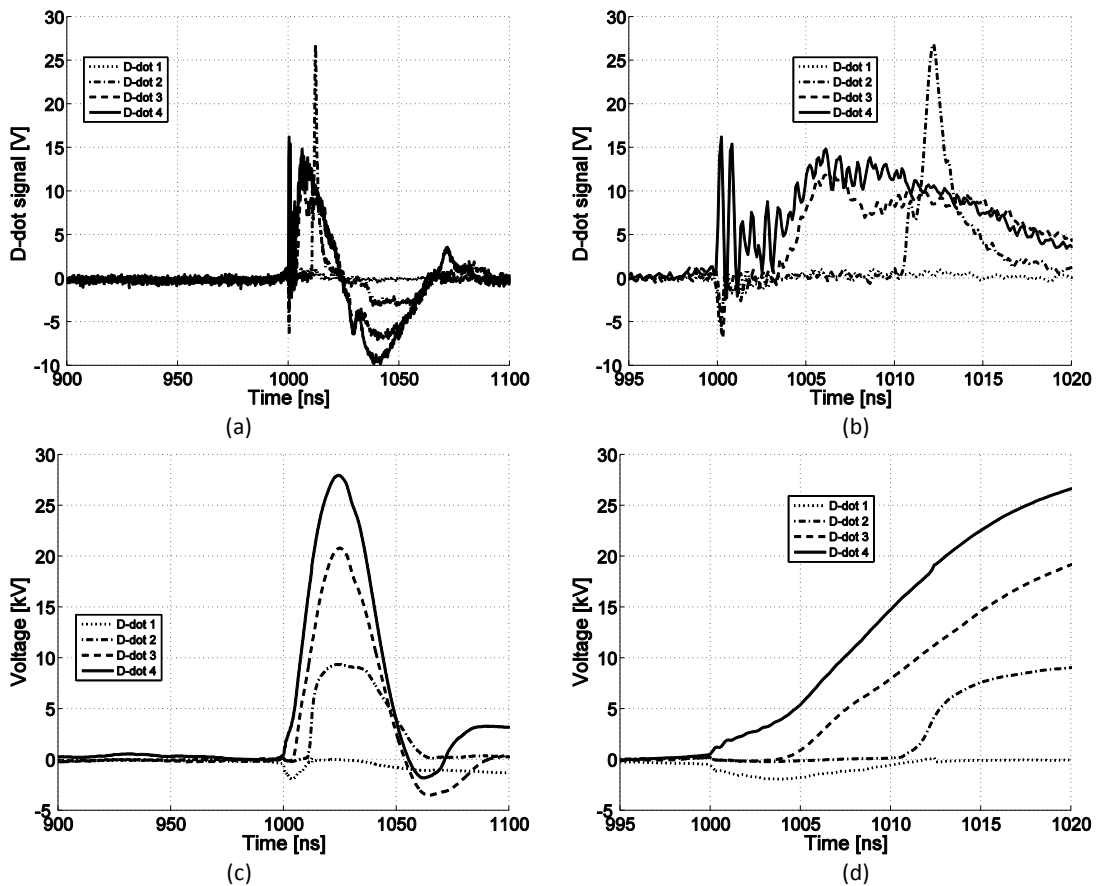 30
25
20
15
10
5
0
-5
-10
D-dot signal [V]
D-dot 1
D-dot 2
D-dot 3
D-dot 4
900 950 1000 1050 1100
Time [ns]
(a)
30
25
20
15
10
5
0
-5
-10
D-dot signal [V]
D-dot 1
D-dot 2
D-dot 3
D-dot 4
995 1000 1005 1010 1015 1020
Time [ns]
(b)
30
25
20
15
10
5
0
-5
Voltage [kV]
D-dot 1
D-dot 2
D-dot 3
D-dot 4
900 950 1000 1050 1100
Time [ns]
(c)
30
25
20
15
10
5
0
-5
Voltage [kV]
D-dot 1
D-dot 2
D-dot 3
D-dot 4
995 1000 1005 1010 1015 1020
Time [ns]
(d)